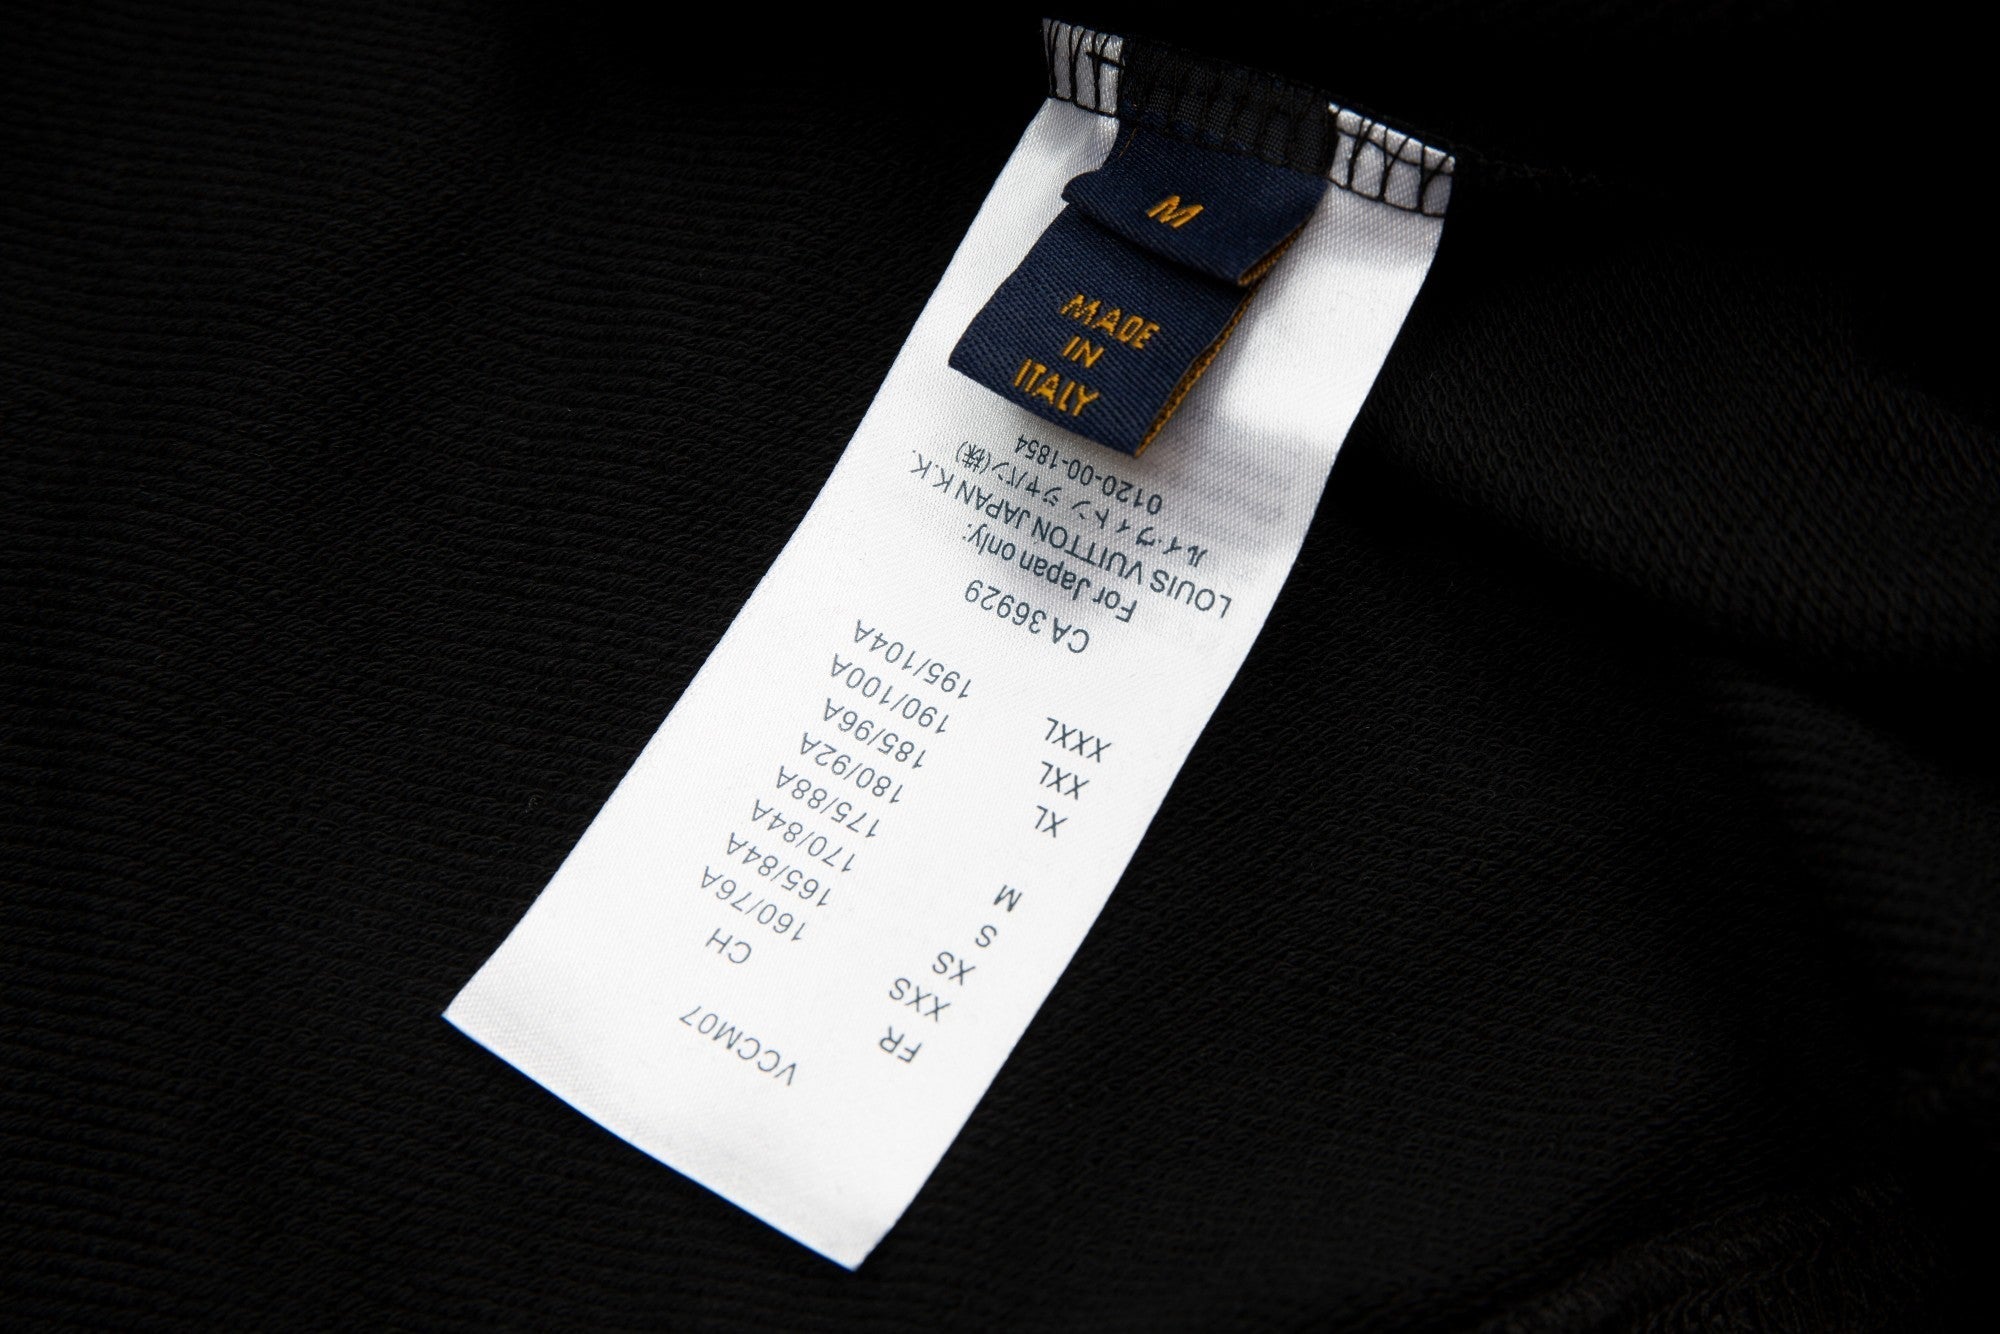 M
MADE
IN
ITALY
VCCM07
FR CH
XXS 160/76A
XS 165/84A
S 170/84A
M 175/88A
180/92A
XL 185/96A
XXL 190/100A
XXXL 195/104A
CA 36929
For Japan only:
LOUIS VUITTON JAPAN K.K.
ルイ・ヴィトン ジャパン(株)
0120-00-1854